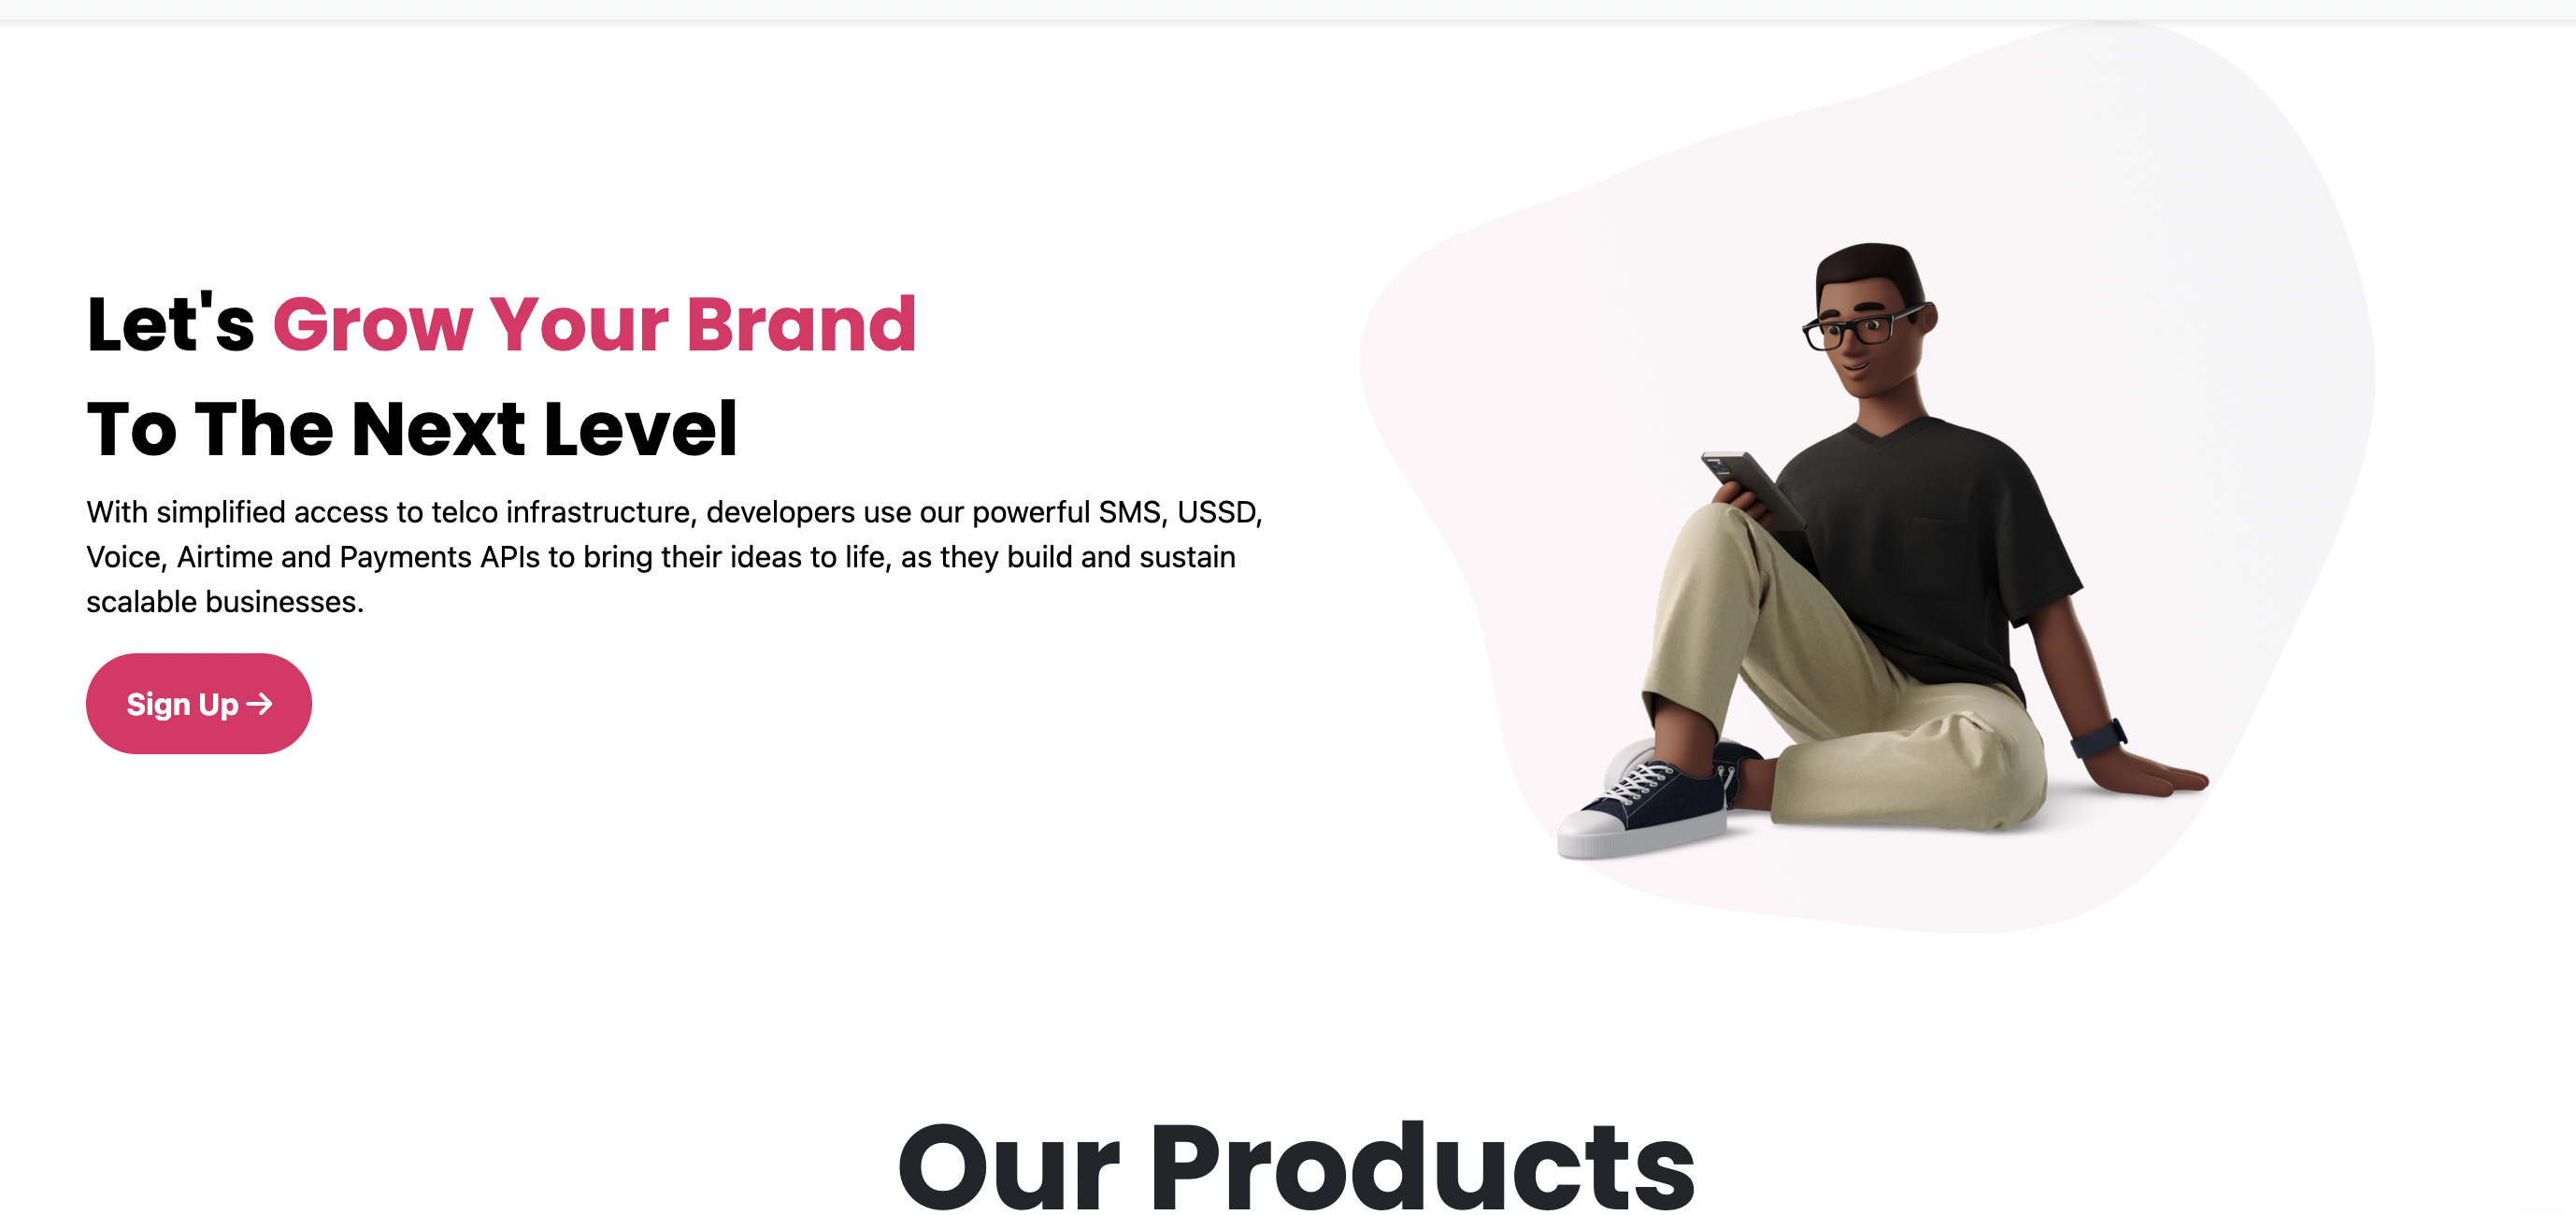 Let's Grow Your Brand
To The Next Level
With simplified access to telco infrastructure, developers use our powerful SMS, USSD,
Voice, Airtime and Payments APIs to bring their ideas to life, as they build and sustain
scalable businesses.
Sign Up →
Our Products